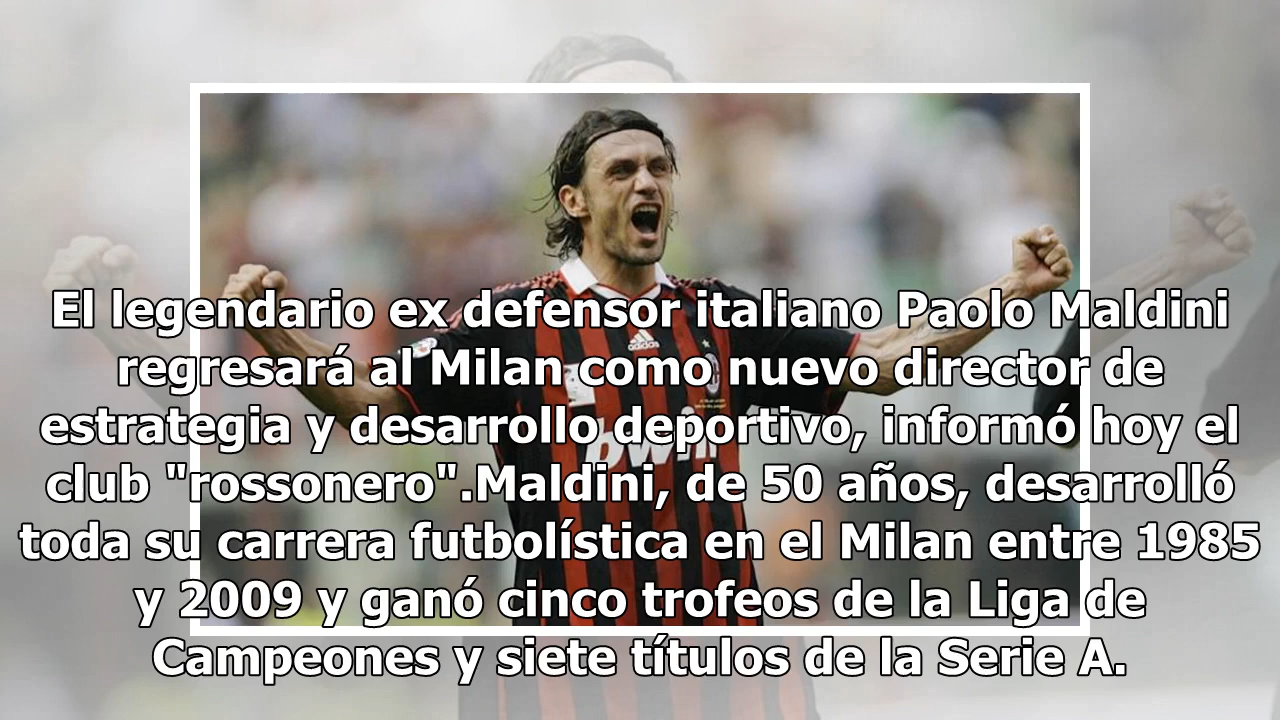 El legendario ex defensor italiano Paolo Maldini
regresará al Milan como nuevo director de
estrategia y desarrollo deportivo, informó hoy el
club "rossonero".Maldini, de 50 años, desarrolló
toda su carrera futbolística en el Milan entre 1985
y 2009 y ganó cinco trofeos de la Liga de
Campeones y siete títulos de la Serie A.
adidas